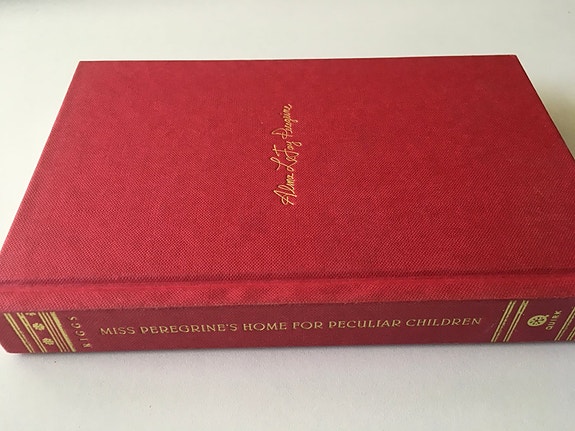 Alma LeFay Peregrine
RIGGS
MISS PEREGRINE'S HOME FOR PECULIAR CHILDREN
QUIRK